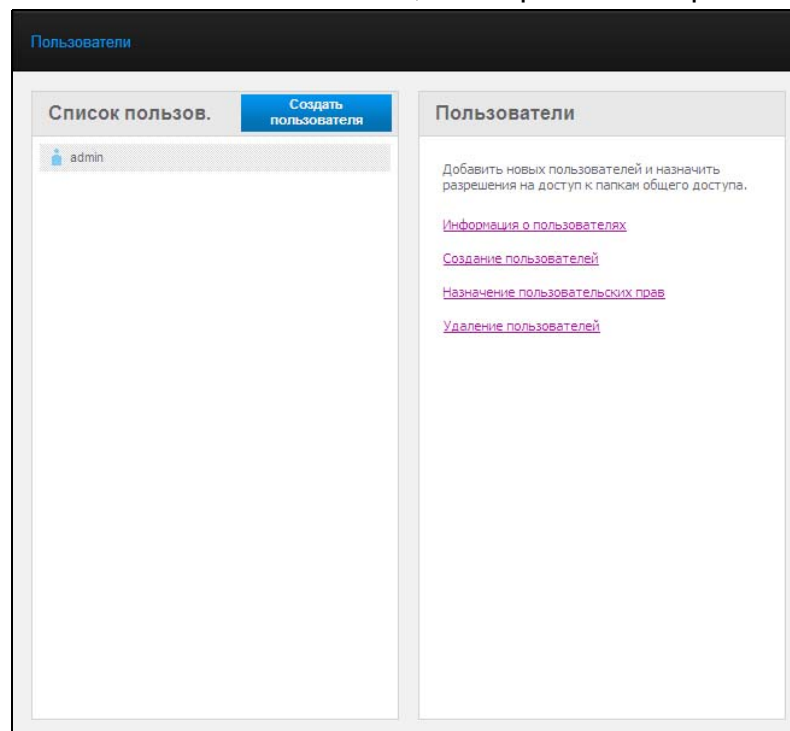 Пользователи
Список пользов.
Создать
пользователя
admin
Пользователи
Добавить новых пользователей и назначить
разрешения на доступ к папкам общего доступа.
Информация о пользователях
Создание пользователей
Назначение пользовательских прав
Удаление пользователей